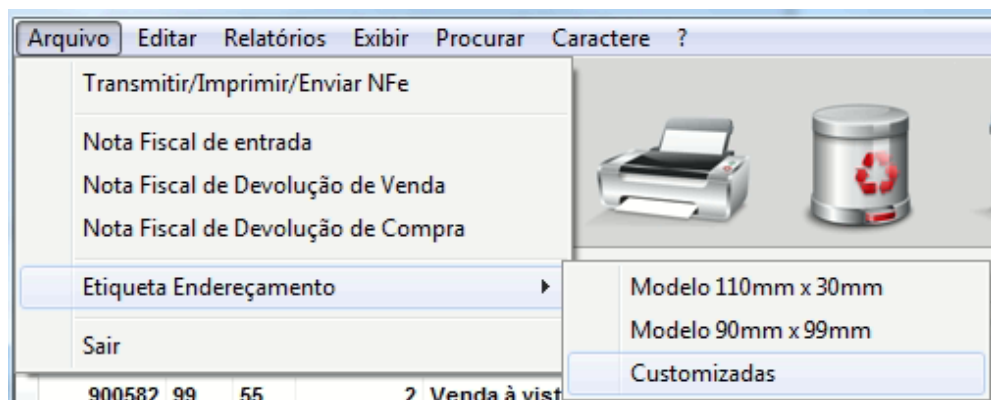 Arquivo Editar Relatórios Exibir Procurar Caractere ?
Transmitir/Imprimir/Enviar NFe
Nota Fiscal de entrada
Nota Fiscal de Devolução de Venda
Nota Fiscal de Devolução de Compra
Etiqueta Endereçamento
Modelo 110mm x 30mm
Modelo 90mm x 99mm
Customizadas
Sair
900582 99 55 2 Venda à vist